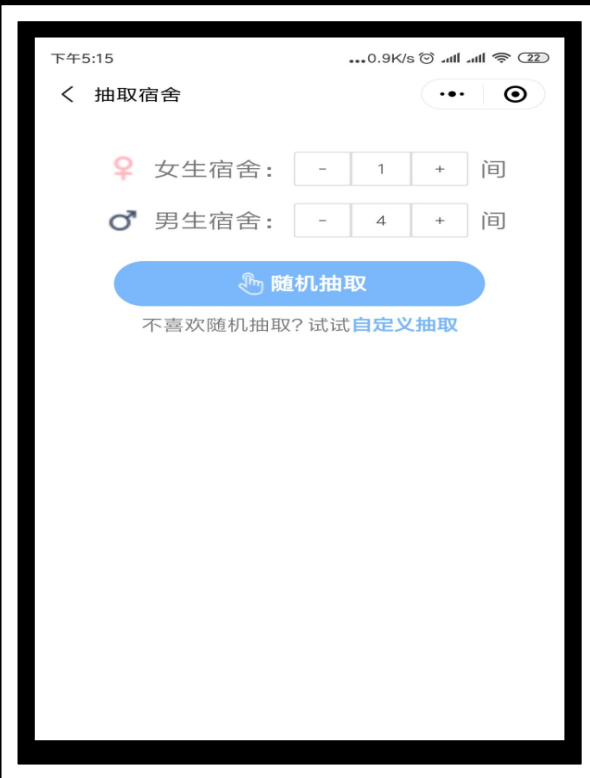 下午5:15 ...0.9K/s 22
抽取宿舍
女生宿舍： - 1 + 间
男生宿舍： - 4 + 间
随机抽取
不喜欢随机抽取？试试自定义抽取